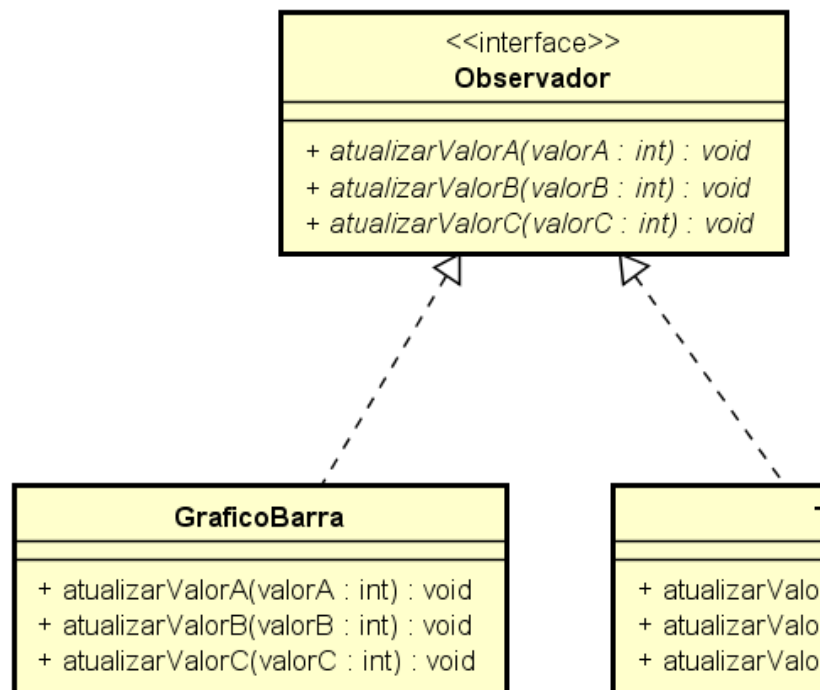 <<interface>>
Observador
+ atualizarValorA(valorA : int) : void
+ atualizarValorB(valorB : int) : void
+ atualizarValorC(valorC : int) : void
GraficoBarra
+ atualizarValorA(valorA : int) : void
+ atualizarValorB(valorB : int) : void
+ atualizarValorC(valorC : int) : void
+ atualizarValo
+ atualizarValo
+ atualizarValo